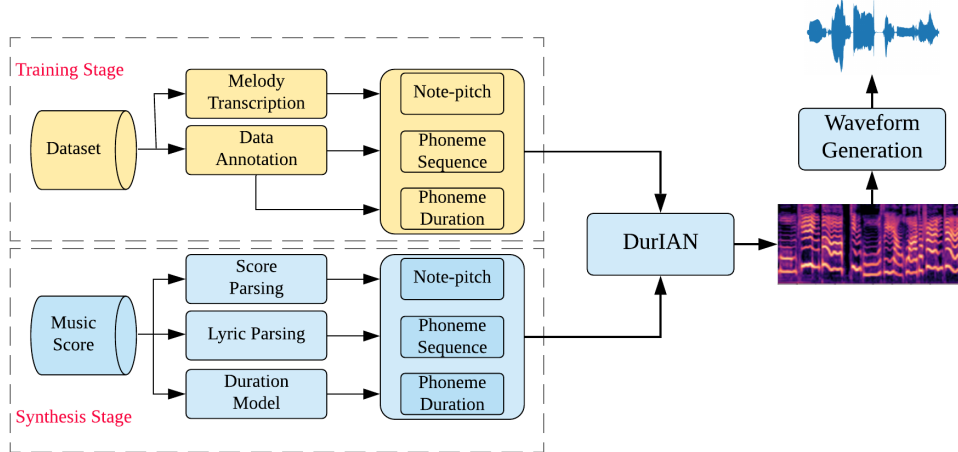 Training Stage
Dataset
Melody
Transcription
Data
Annotation
Note-pitch
Phoneme
Sequence
Phoneme
Duration
Music
Score
Score
Parsing
Lyric Parsing
Duration
Model
Note-pitch
Phoneme
Sequence
Phoneme
Duration
Synthesis Stage
DurIAN
Waveform
Generation